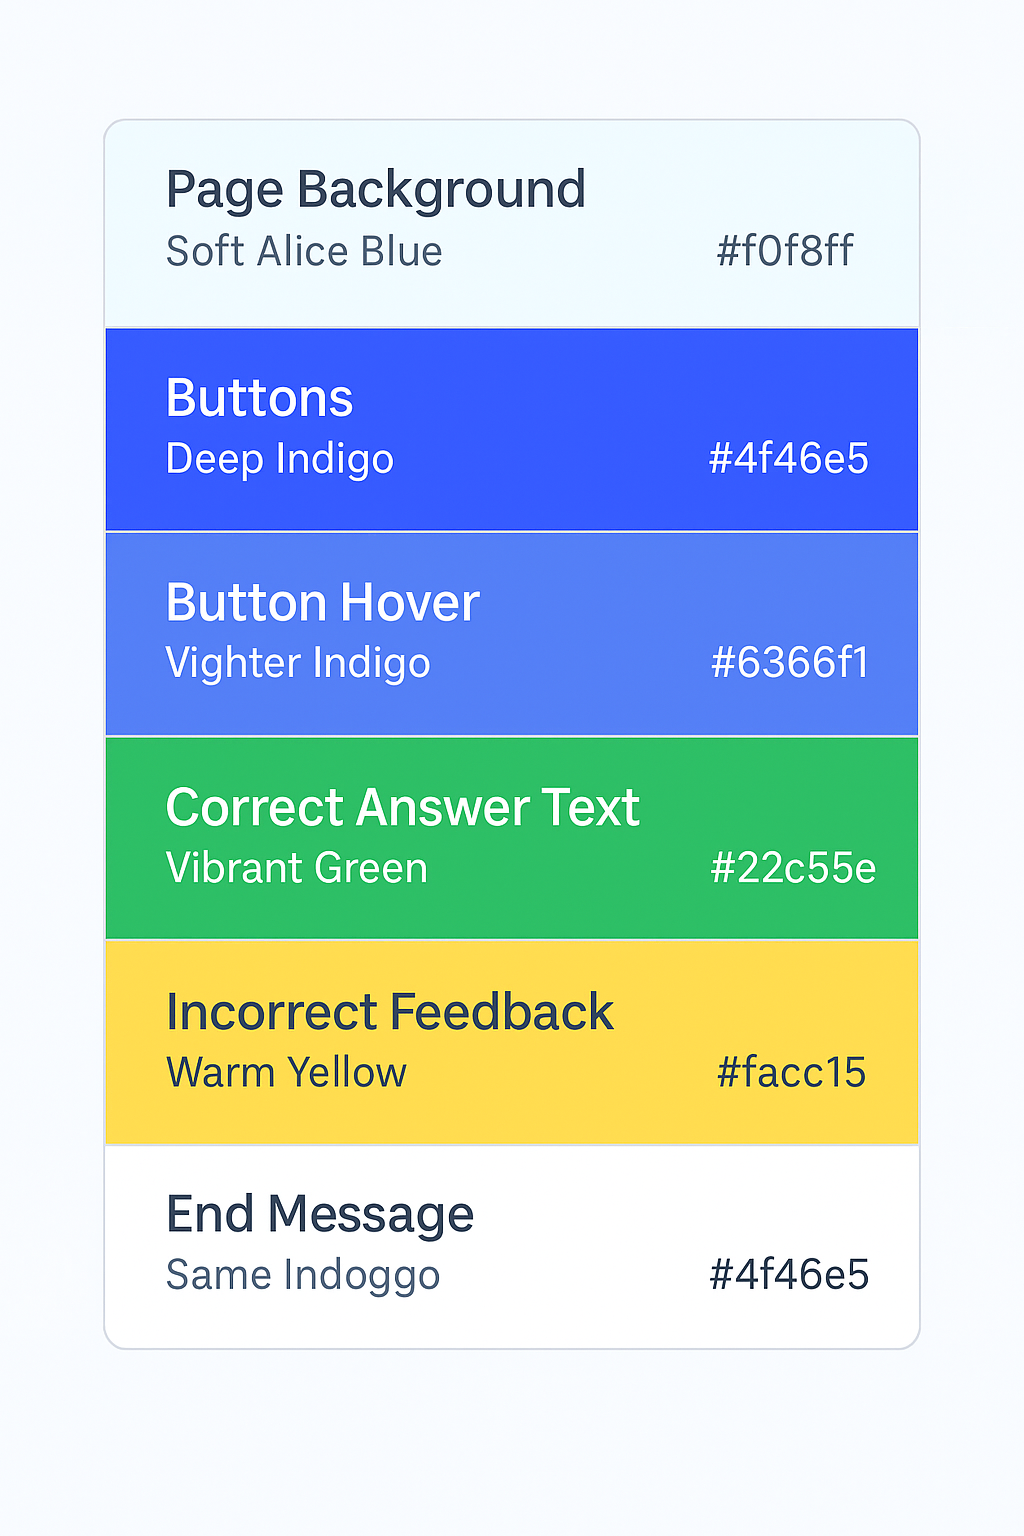 Page Background
Soft Alice Blue #f0f8ff
Buttons
Deep Indigo #4f46e5
Button Hover
Vighter Indigo #6366f1
Correct Answer Text
Vibrant Green #22c55e
Incorrect Feedback
Warm Yellow #facc15
End Message
Same Indoggo #4f46e5